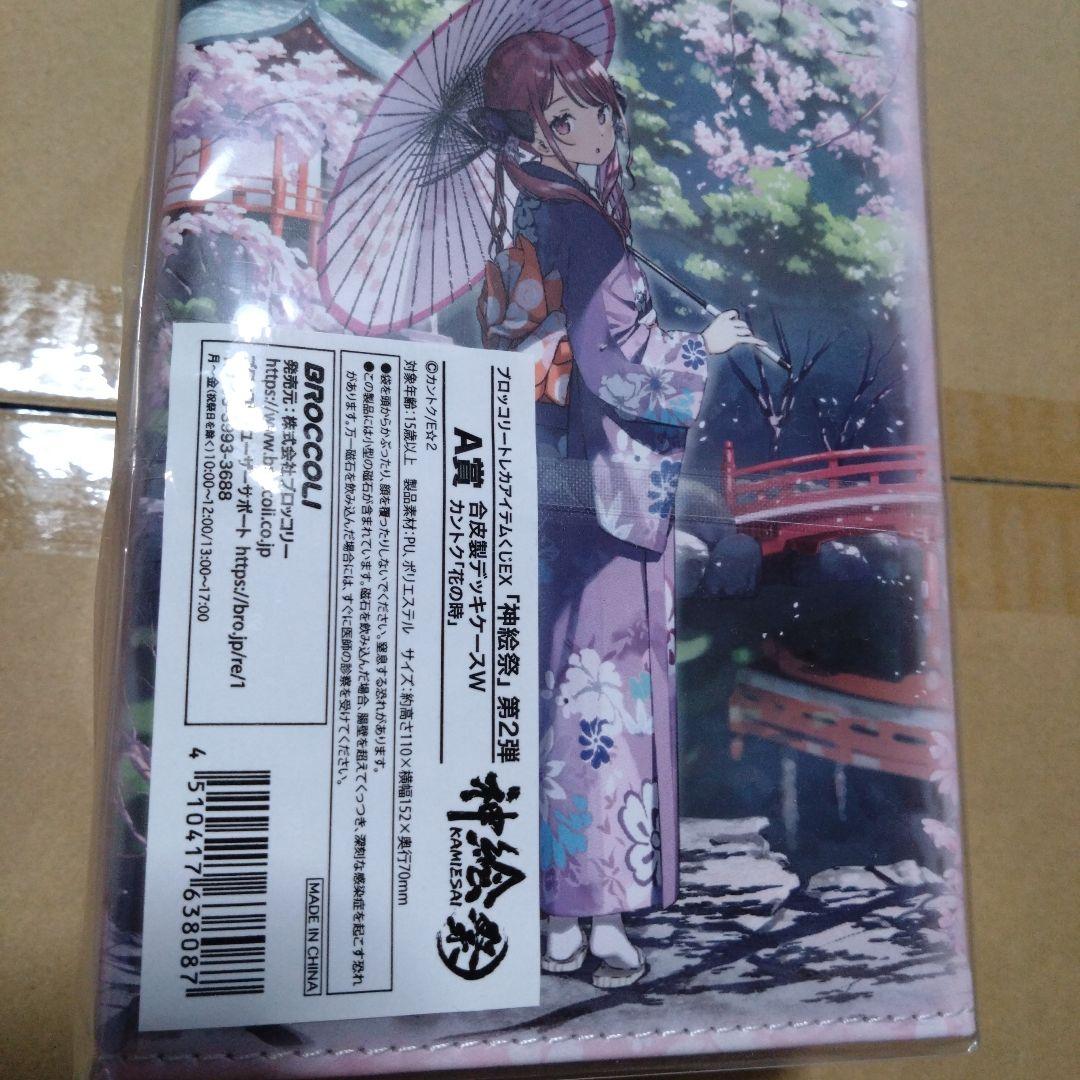 ブロッコリートレカアイテムくじEX 「神絵祭」 第2弾
A賞 合皮製デッキケースW
カントク「花の時」
神絵祭
KAMIESAI
©カントク/E☆2
対象年齢:15歳以上 製品素材:PU、ポリエステル サイズ:約高さ110×横幅152×奥行70mm
●袋を頭からかぶったり、顔を覆ったりしないでください。窒息する恐れがあります。
●この製品には小型の磁石が含まれています。磁石を飲み込んだ場合、腸壁を超えてくっつき、深刻な感染症を起こす恐れ
があります。万一磁石を飲み込んだ場合には、すぐに医師の診察を受けてください。
BROCCOLI
発売元:株式会社ブロッコリー
https://www.b coli.co.jp
ユーザーサポート https://bro.jp/re/1
3993-3688
月~金(祝祭日を除く)10:00~12:00/13:00~17:00
MADE IN CHINA
4 510417 638087